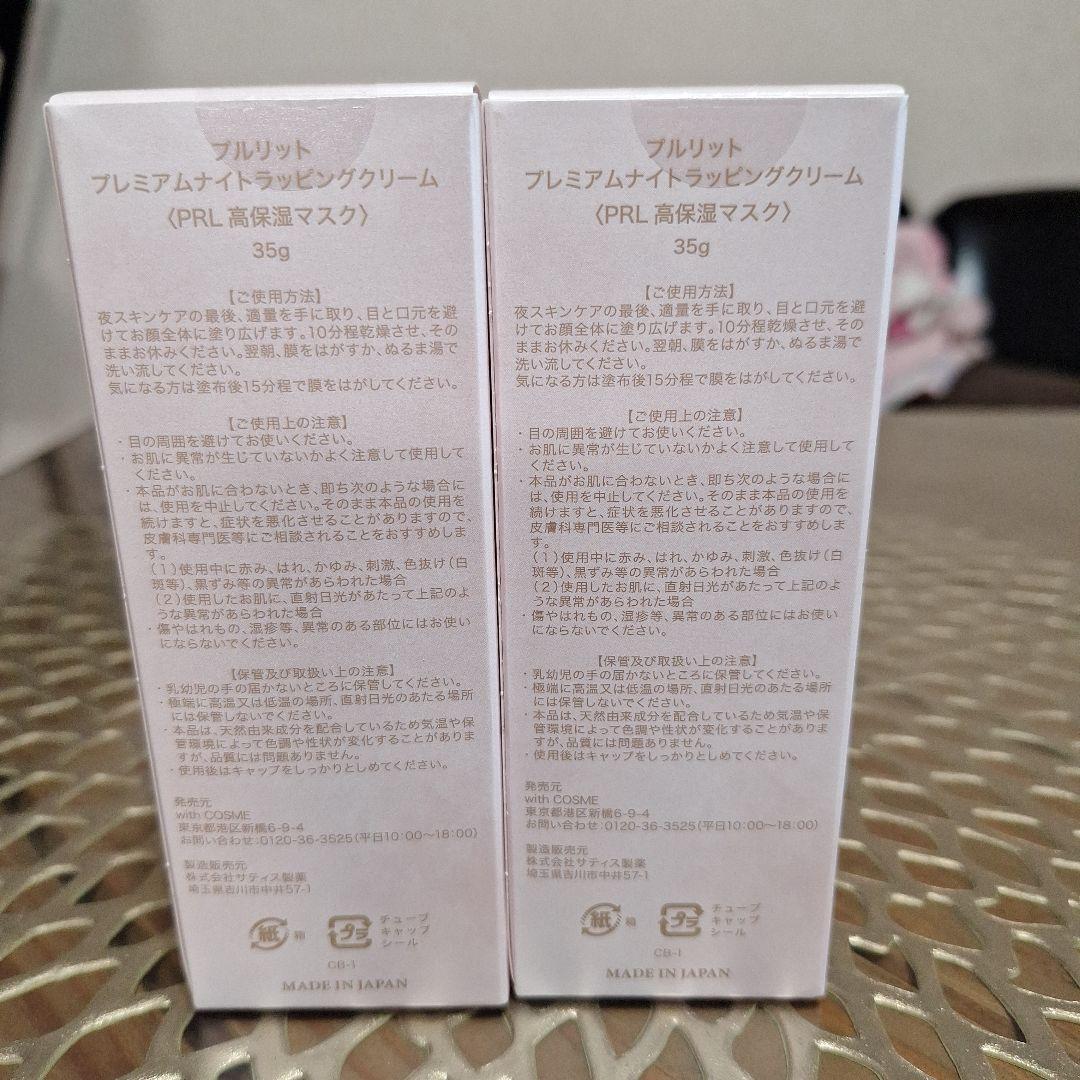 プルリット
プレミアムナイトラッピングクリーム
〈PRL 高保湿マスク〉
35g
【ご使用方法】
夜スキンケアの最後、適量を手に取り、目と口元を避
けてお顔全体に塗り広げます。10分程乾燥させ、その
ままお休みください。翌朝、膜をはがすか、ぬるま湯で
洗い流してください。
気になる方は塗布後15分程で膜をはがしてください。
【ご使用上の注意】
・目の周囲を避けてお使いください。
・お肌に異常が生じていないかよく注意して使用して
ください。
・本品がお肌に合わないとき、即ち次のような場合に
は、使用を中止してください。そのまま本品の使用を
続けますと、症状を悪化させることがありますので、
皮膚科専門医等にご相談されることをおすすめしま
す。
（1）使用中に赤み、はれ、かゆみ、刺激、色抜け（白
斑等）、黒ずみ等の異常があらわれた場合
（2）使用したお肌に、直射日光があたって上記のよ
うな異常があらわれた場合
・傷やはれもの、湿疹等、異常のある部位にはお使い
にならないでください。
【保管及び取扱い上の注意】
・乳幼児の手の届かないところに保管してください。
・極端に高温又は低温の場所、直射日光のあたる場所
には保管しないでください。
・本品は、天然由来成分を配合しているため気温や保
管環境によって色調や性状が変化することがありま
すが、品質には問題ありません。
・使用後はキャップをしっかりとしめてください。
発売元
with COSME
東京都港区新橋6-9-4
お問い合わせ：0120-36-3525（平日10：00〜18：00）
製造販売元
株式会社サティス製薬
埼玉県吉川市中井57-1
紙 箱
プラ チューブ
キャップ
シール
CB-1
MADE IN JAPAN
プルリット
プレミアムナイトラッピングクリーム
〈PRL 高保湿マスク〉
35g
【ご使用方法】
夜スキンケアの最後、適量を手に取り、目と口元を避
けてお顔全体に塗り広げます。10分程乾燥させ、その
ままお休みください。翌朝、膜をはがすか、ぬるま湯で
洗い流してください。
気になる方は塗布後15分程で膜をはがしてください。
【ご使用上の注意】
・目の周囲を避けてお使いください。
・お肌に異常が生じていないかよく注意して使用して
ください。
・本品がお肌に合わないとき、即ち次のような場合に
は、使用を中止してください。そのまま本品の使用を
続けますと、症状を悪化させることがありますので、
皮膚科専門医等にご相談されることをおすすめしま
す。
（1）使用中に赤み、はれ、かゆみ、刺激、色抜け（白
斑等）、黒ずみ等の異常があらわれた場合
（2）使用したお肌に、直射日光があたって上記のよ
うな異常があらわれた場合
・傷やはれもの、湿疹等、異常のある部位にはお使い
にならないでください。
【保管及び取扱い上の注意】
・乳幼児の手の届かないところに保管してください。
・極端に高温又は低温の場所、直射日光のあたる場所
には保管しないでください。
・本品は、天然由来成分を配合しているため気温や保
管環境によって色調や性状が変化することがありま
すが、品質には問題ありません。
・使用後はキャップをしっかりとしめてください。
発売元
with COSME
東京都港区新橋6-9-4
お問い合わせ：0120-36-3525（平日10：00〜18：00）
製造販売元
株式会社サティス製薬
埼玉県吉川市中井57-1
紙 箱
プラ チューブ
キャップ
シール
CB-1
MADE IN JAPAN